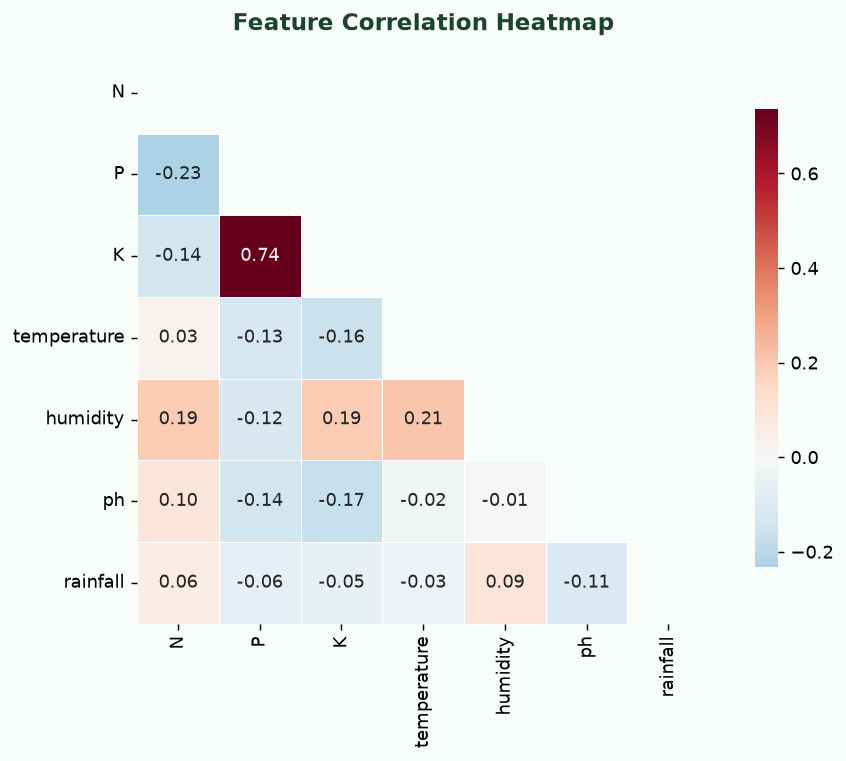 Feature Correlation Heatmap
N
P -0.23
K -0.14 0.74
temperature 0.03 -0.13 -0.16
humidity 0.19 -0.12 0.19 0.21
ph 0.10 -0.14 -0.17 -0.02 -0.01
rainfall 0.06 -0.06 -0.05 -0.03 0.09 -0.11
N P K temperature humidity ph rainfall
0.6
0.4
0.2
0.0
−0.2